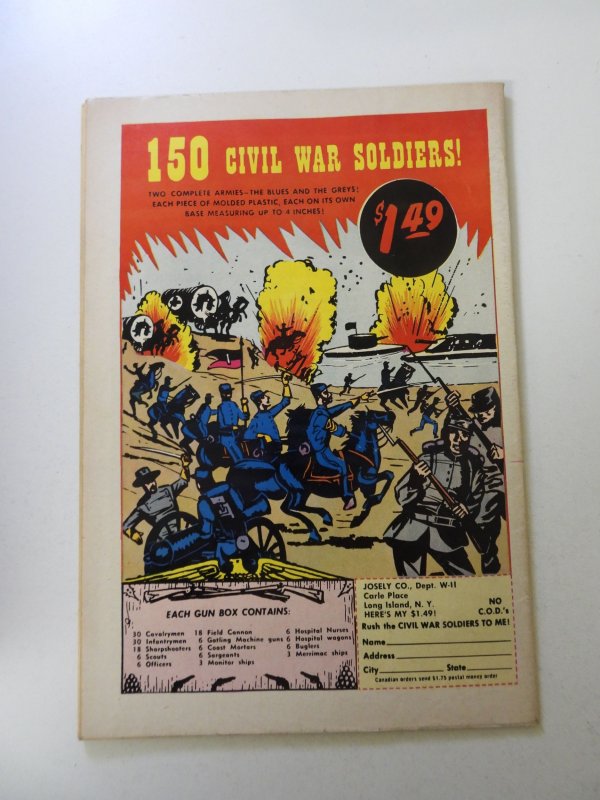 150 CIVIL WAR SOLDIERS!
TWO COMPLETE ARMIES—THE BLUES AND THE GREYS!
EACH PIECE OF MOLDED PLASTIC, EACH ON ITS OWN
BASE MEASURING UP TO 4 INCHES!
$1.49
EACH GUN BOX CONTAINS:
30 Cavalrymen 18 Field Cannon 6 Hospital Nurses
30 Infantrymen 6 Gatling Machine guns 6 Hospital wagons
18 Sharpshooters 6 Coast Mortars 6 Buglers
6 Scouts 6 Sergeants 3 Merrimac ships
6 Officers 3 Monitor ships
JOSELY CO., Dept. W-11
Carle Place
Long Island, N. Y.
HERE'S MY $1.49!
NO
C.O.D.'s
Rush the CIVIL WAR SOLDIERS TO ME!
Name
Address
City State
Canadian orders send $1.75 postal money order